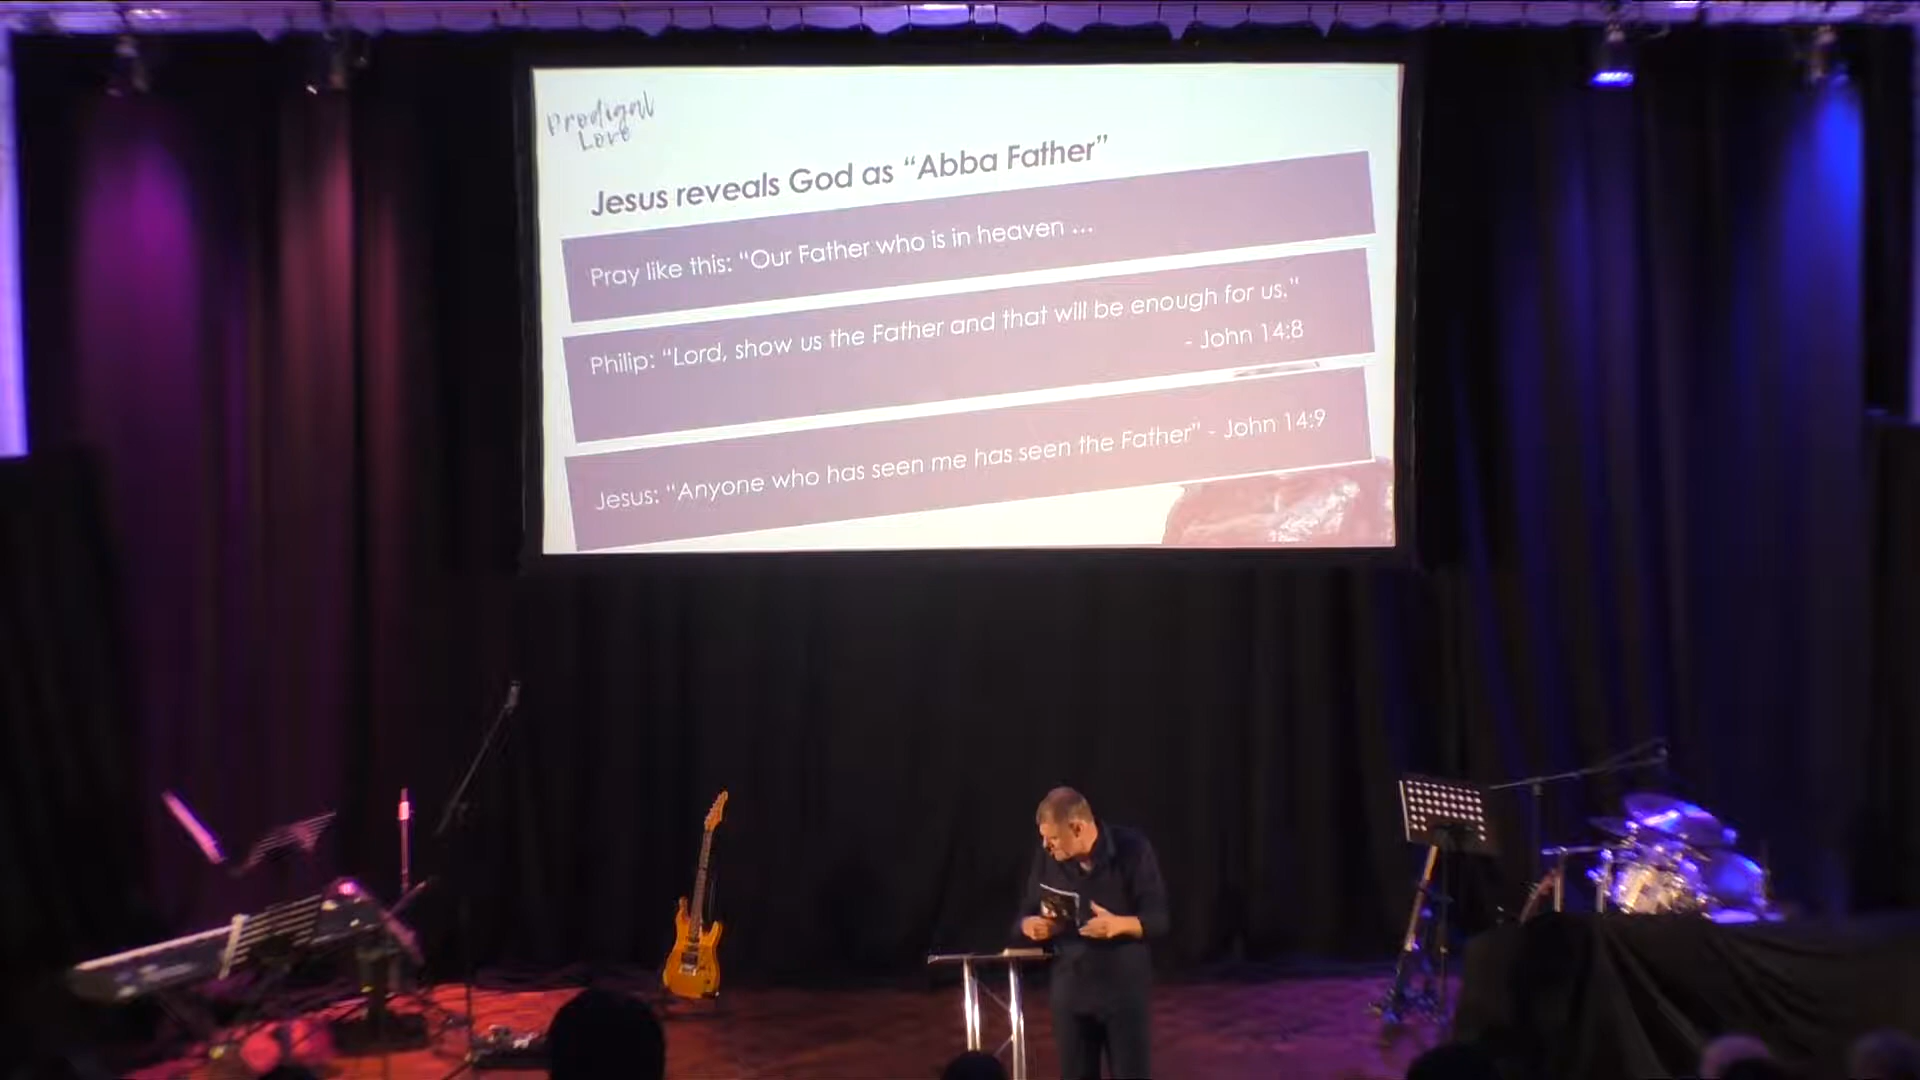 Prodigal
Love
Jesus reveals God as “Abba Father”
Pray like this: “Our Father who is in heaven ...
Philip: “Lord, show us the Father and that will be enough for us.”
- John 14:8
Jesus: “Anyone who has seen me has seen the Father” - John 14:9